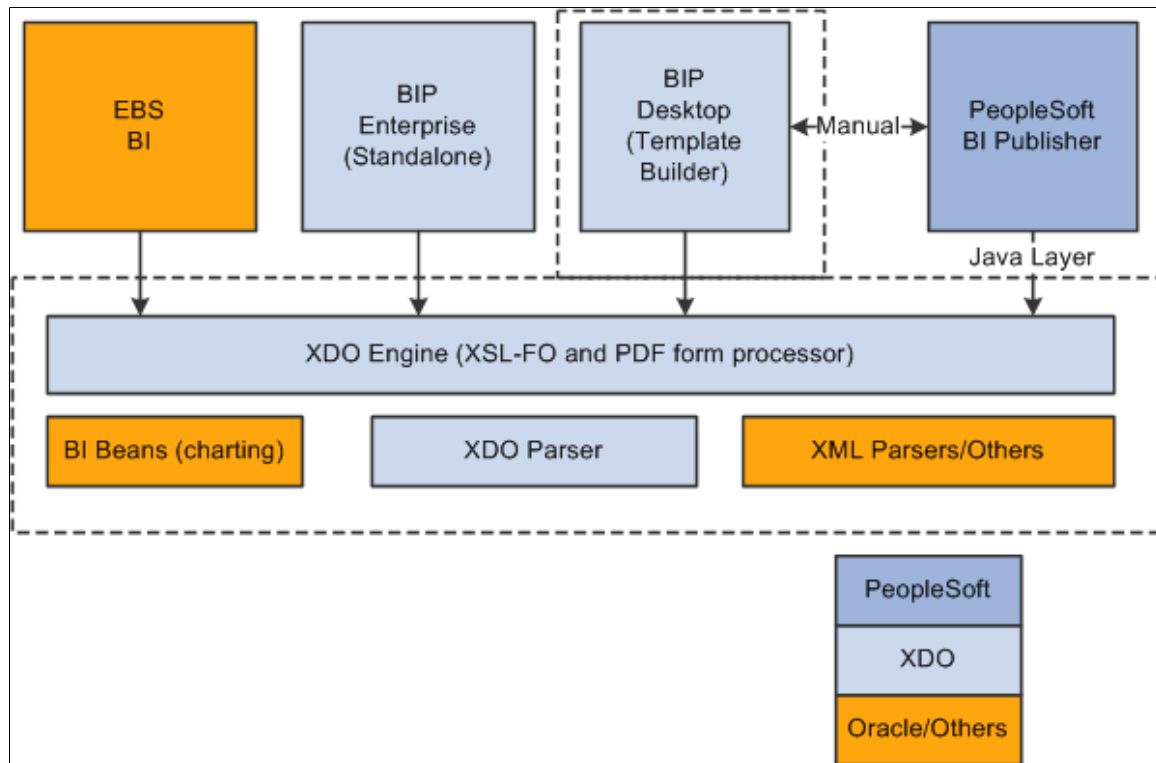 EBS
BI
BIP
Enterprise
(Standalone)
BIP
Desktop
(Template
Builder)
Manual
PeopleSoft
BI Publisher
Java Layer
XDO Engine (XSL-FO and PDF form processor)
BI Beans (charting)
XDO Parser
XML Parsers/Others
PeopleSoft
XDO
Oracle/Others